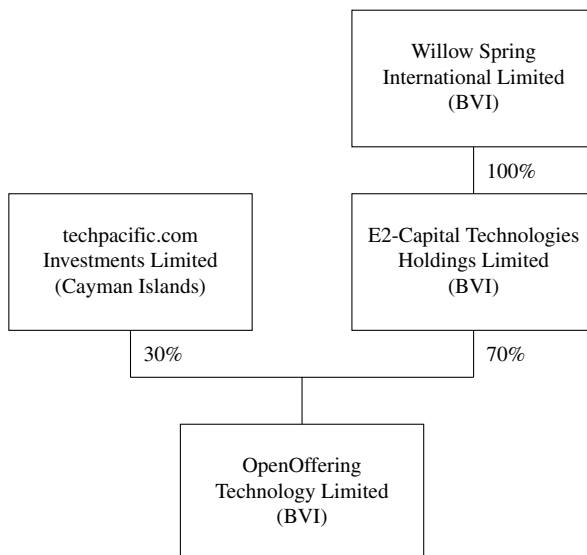 Willow Spring
International Limited
(BVI)
100%
techpacific.com
Investments Limited
(Cayman Islands)
E2-Capital Technologies
Holdings Limited
(BVI)
30%
70%
OpenOffering
Technology Limited
(BVI)